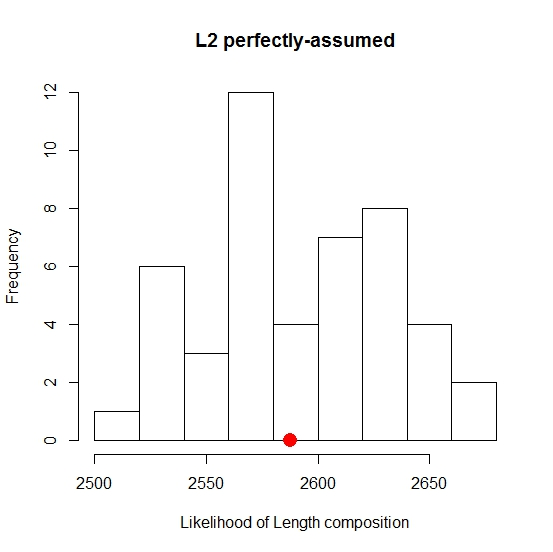 L2 perfectly-assumed
12
10
8
6
4
2
0
Frequency
2500 2550 2600 2650
Likelihood of Length composition